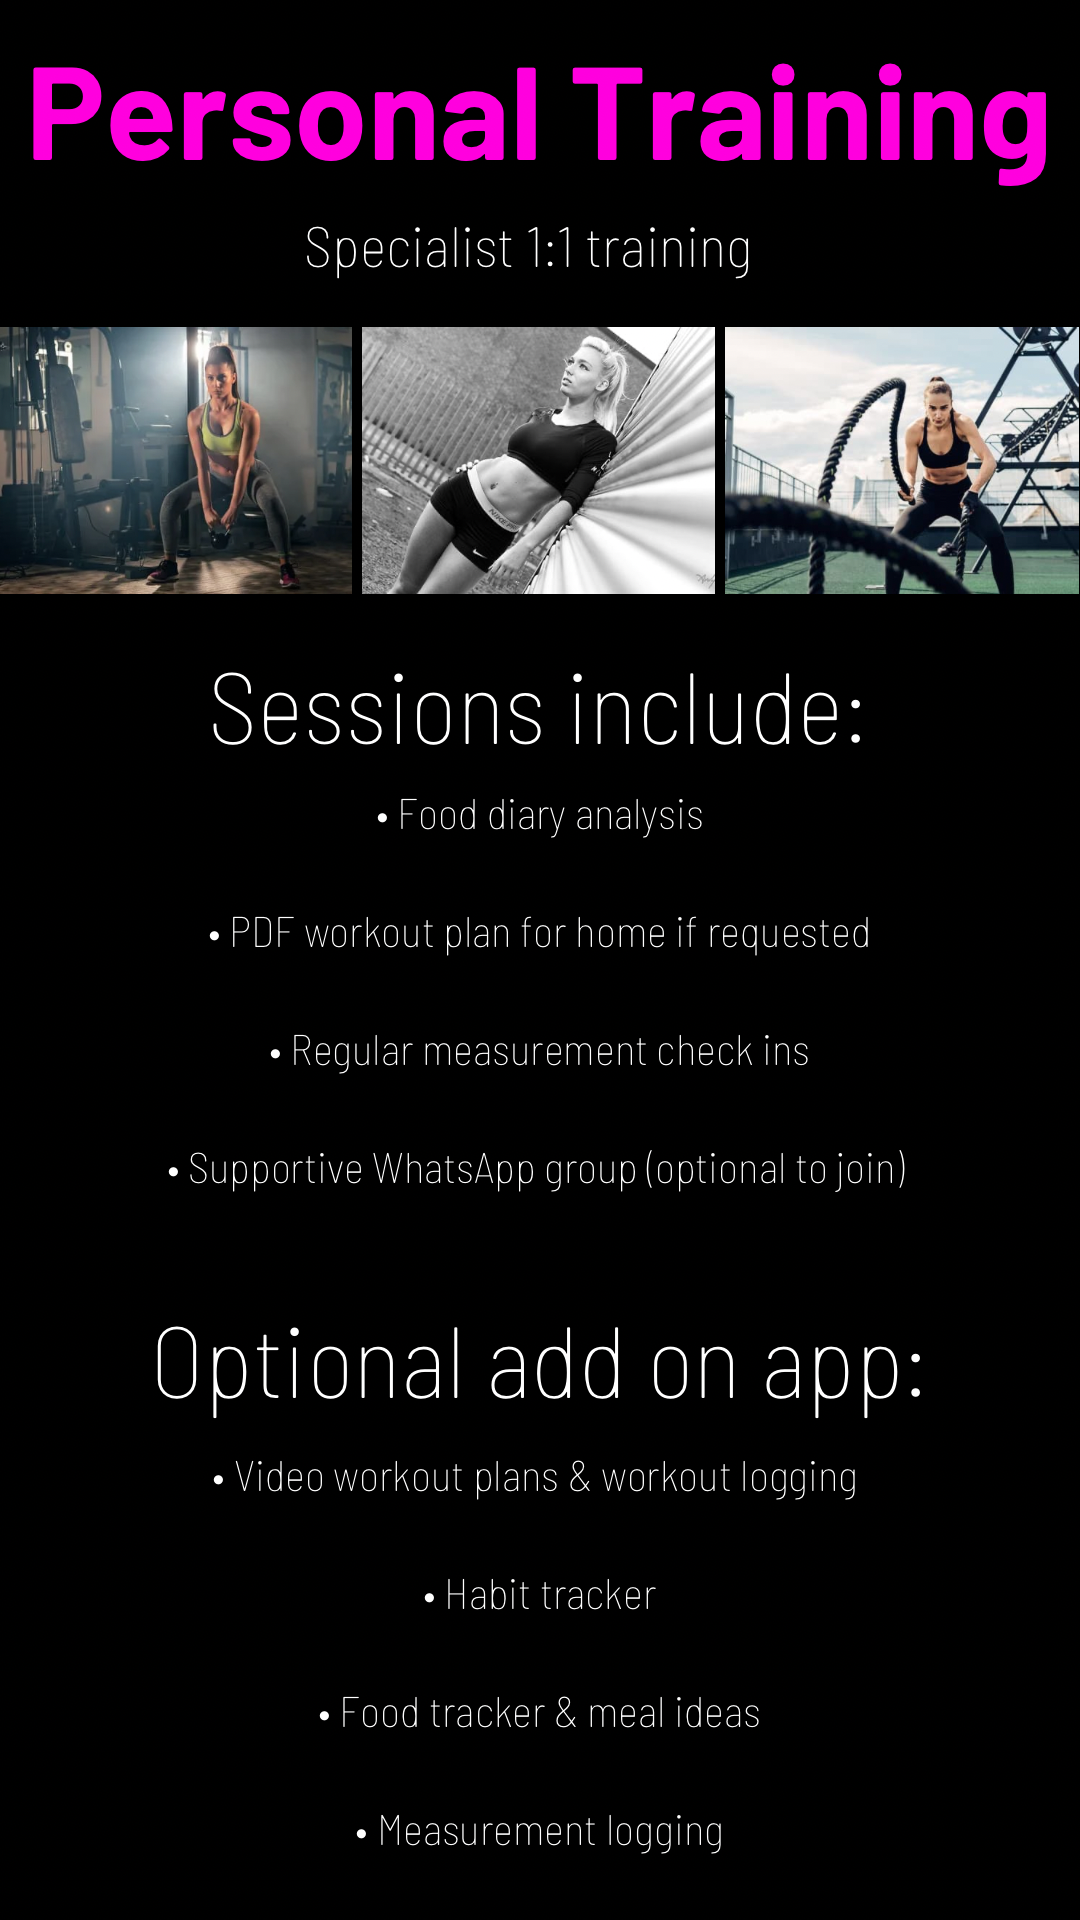 Personal Training
Specialist 1:1 training
NIKE
Sessions include:
• Food diary analysis
• PDF workout plan for home if requested
• Regular measurement check ins
• Supportive WhatsApp group (optional to join)
Optional add on app:
• Video workout plans & workout logging
• Habit tracker
• Food tracker & meal ideas
• Measurement logging